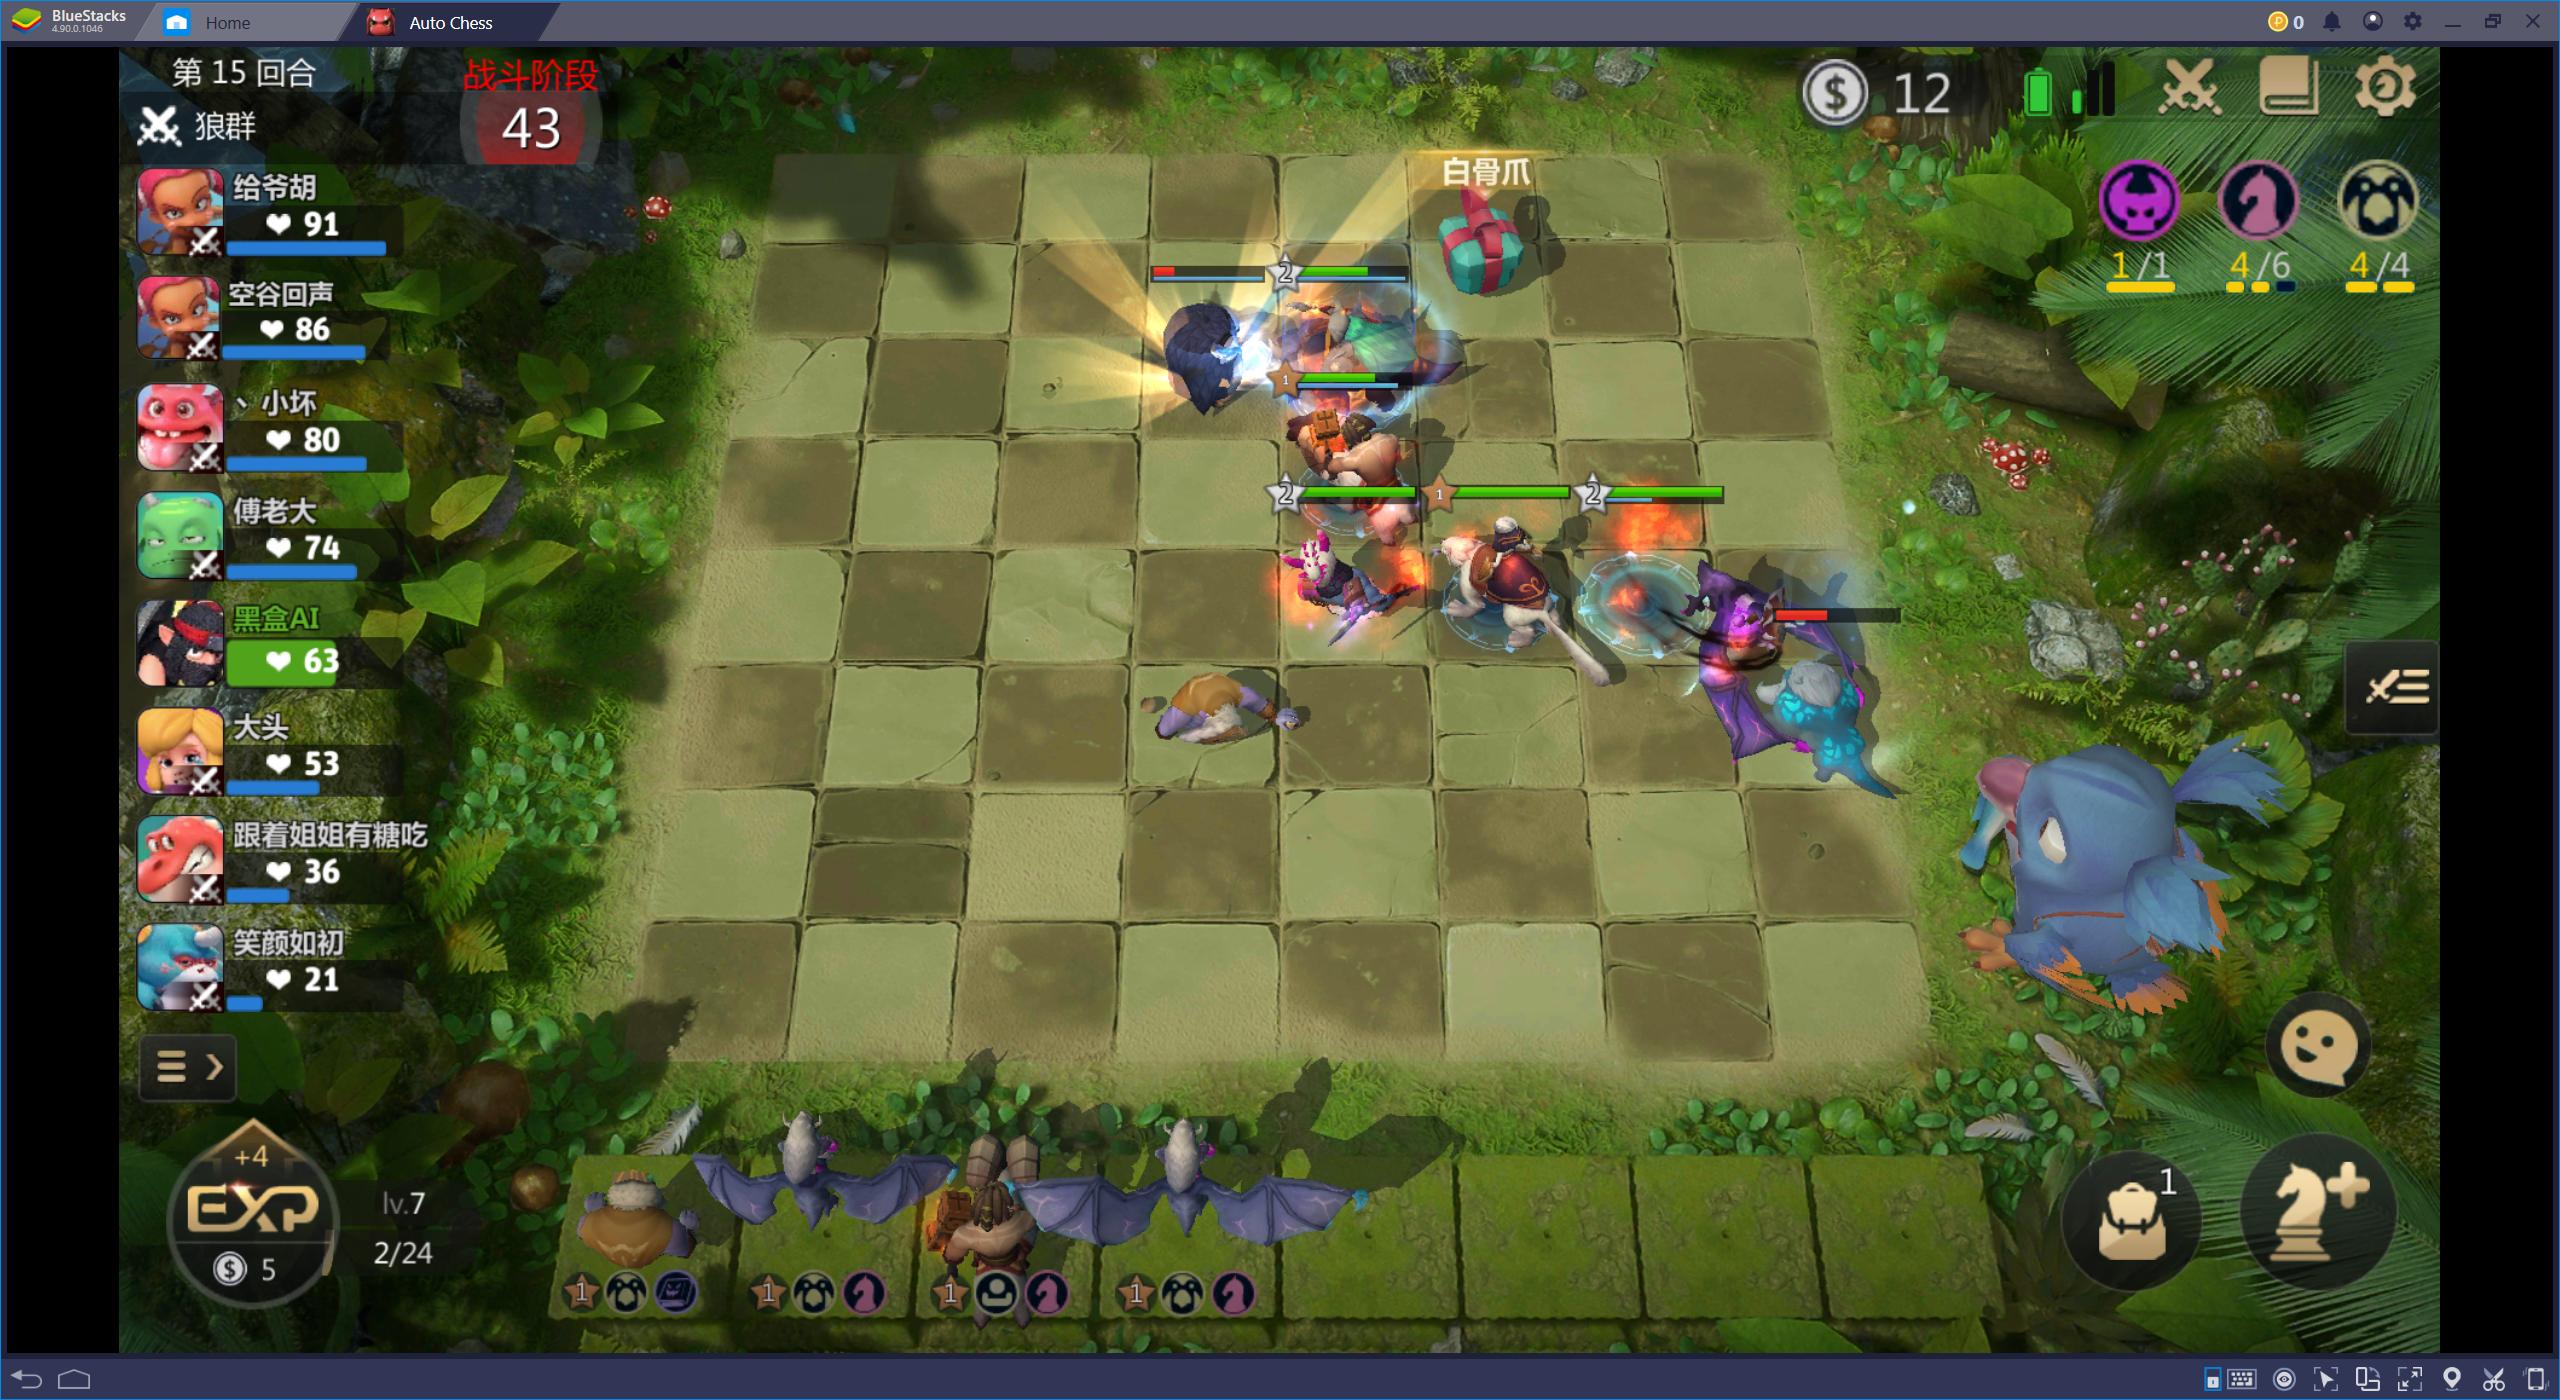 BlueStacks
4.90.0.1046
Home
Auto Chess
0
第 15 回合
战斗阶段
狼群
43
12
白骨爪
1/1
4/6
4/4
给爷胡
91
空谷回声
86
丶小坏
80
傅老大
74
黑盒AI
63
大头
53
跟着姐姐有糖吃
36
笑颜如初
21
2
1
2
1
2
+4
EXP
5
lv.7
2/24
1
1
1
1
1